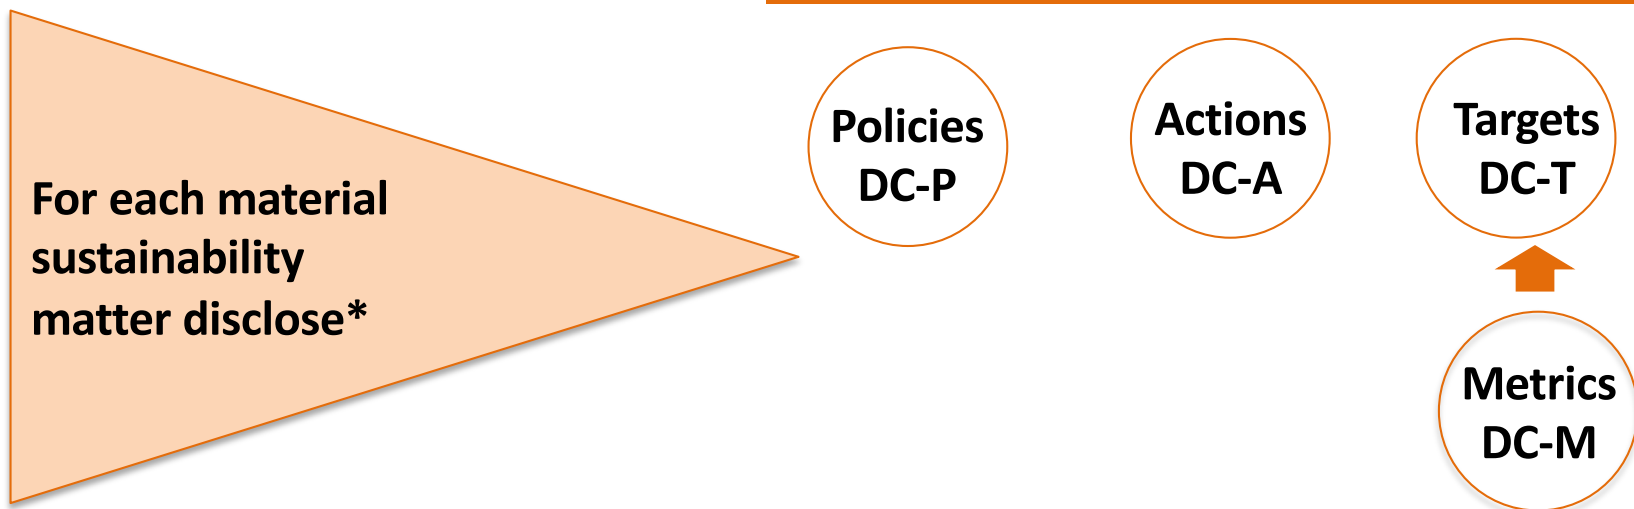 For each material
sustainability
matter disclose*
Policies
DC-P
Actions
DC-A
Targets
DC-T
Metrics
DC-M